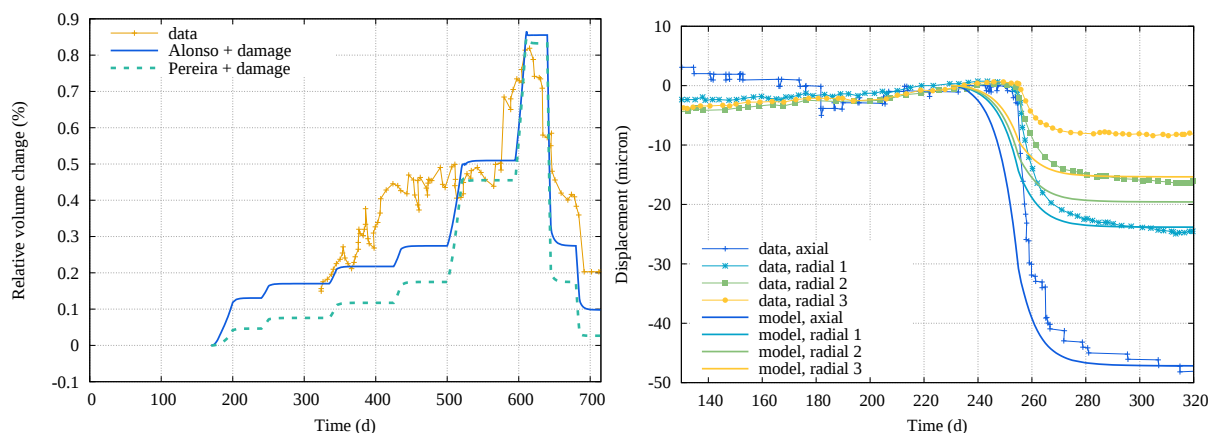 0.9
0.8
0.7
0.6
0.5
0.4
0.3
0.2
0.1
0
-0.1
Relative volume change (%)
data
Alonso + damage
Pereira + damage
0 100 200 300 400 500 600 700
Time (d)
10
0
-10
-20
-30
-40
-50
Displacement (micron)
data, axial
data, radial 1
data, radial 2
data, radial 3
model, axial
model, radial 1
model, radial 2
model, radial 3
140 160 180 200 220 240 260 280 300 320
Time (d)